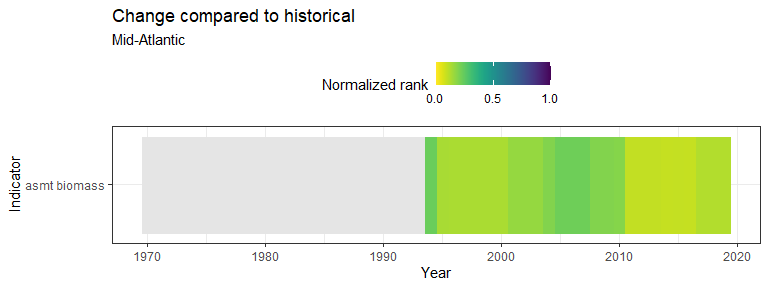 Change compared to historical
Mid-Atlantic
Normalized rank
0.0 0.5 1.0
Indicator
asmt biomass
1970 1980 1990 2000 2010 2020
Year